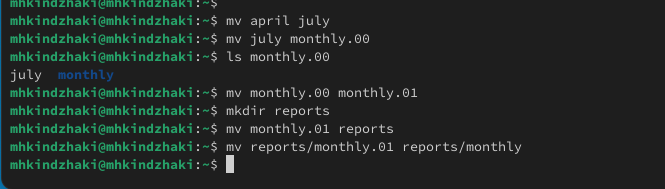 mhkindzhaki@mhkindzhaki:~$
mhkindzhaki@mhkindzhaki:~$ mv april july
mhkindzhaki@mhkindzhaki:~$ mv july monthly.00
mhkindzhaki@mhkindzhaki:~$ ls monthly.00
july  monthly
mhkindzhaki@mhkindzhaki:~$ mv monthly.00 monthly.01
mhkindzhaki@mhkindzhaki:~$ mkdir reports
mhkindzhaki@mhkindzhaki:~$ mv monthly.01 reports
mhkindzhaki@mhkindzhaki:~$ mv reports/monthly.01 reports/monthly
mhkindzhaki@mhkindzhaki:~$